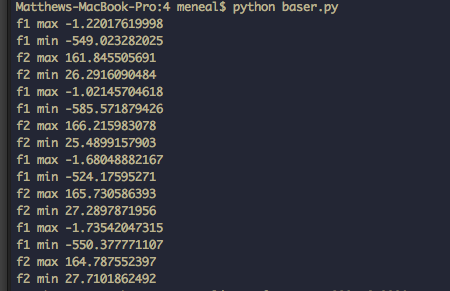 Matthews-MacBook-Pro:4 meneal$ python baser.py
f1 max -1.22017619998
f1 min -549.023282025
f2 max 161.845505691
f2 min 26.2916090484
f1 max -1.02145704618
f1 min -585.571879426
f2 max 166.215983078
f2 min 25.4899157903
f1 max -1.68048882167
f1 min -524.17595271
f2 max 165.730586393
f2 min 27.2897871956
f1 max -1.73542047315
f1 min -550.377771107
f2 max 164.787552397
f2 min 27.7101862492